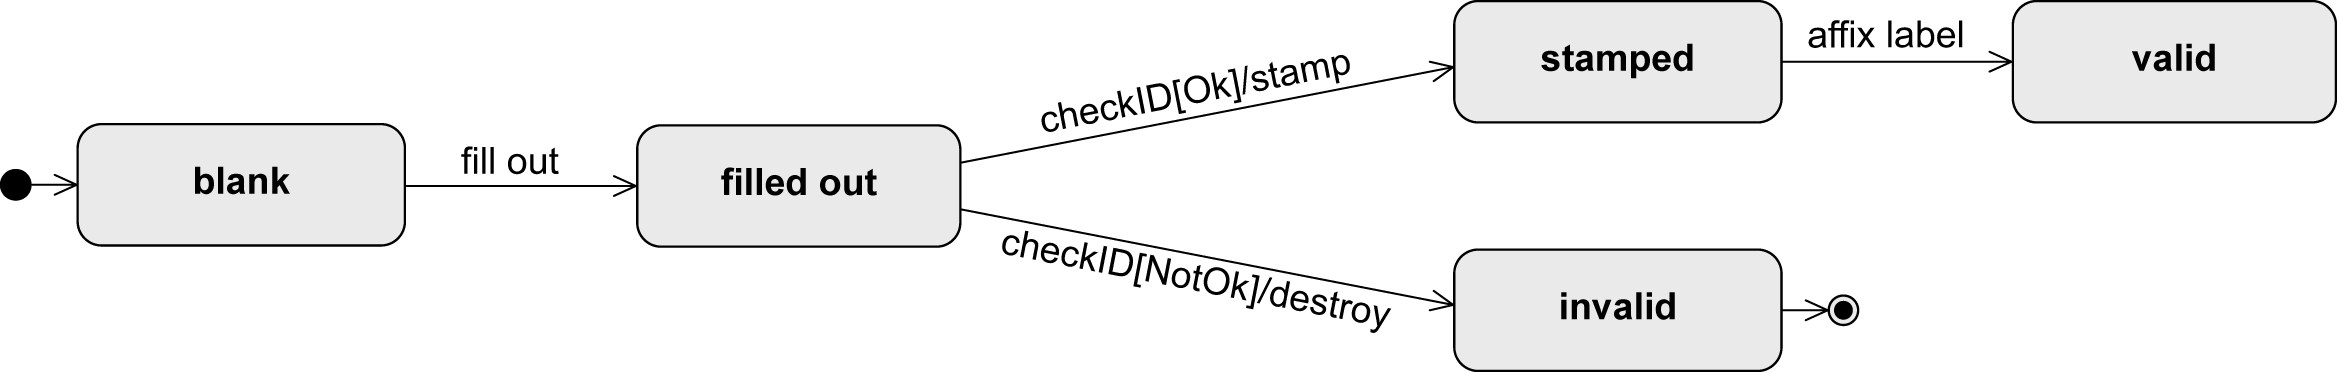 blank
fill out
filled out
checkID[Ok]/stamp
stamped
affix label
valid
checkID[NotOk]/destroy
invalid